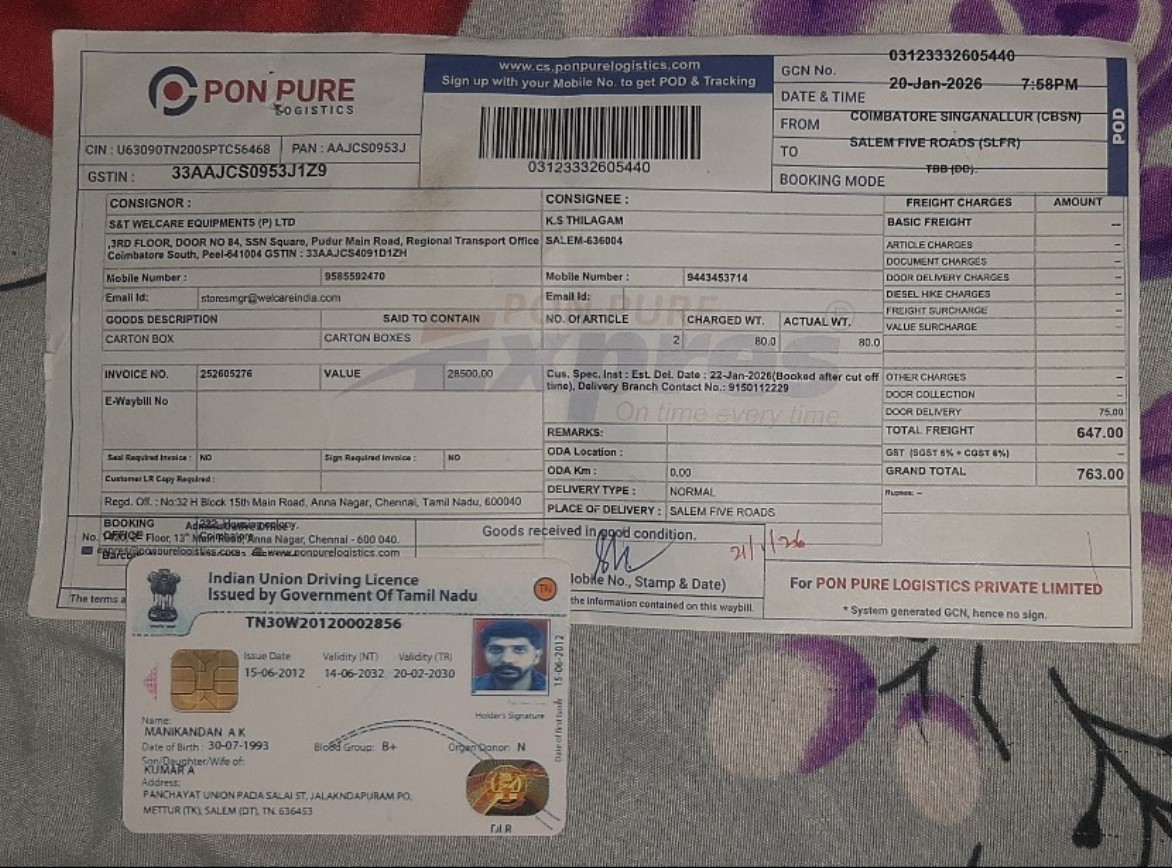 PON PURE
LOGISTICS
www.cs.ponpurelogistics.com
Sign up with your Mobile No. to get POD & Tracking
03123332605440
GCN No. 03123332605440
DATE & TIME 20-Jan-2026 7:58PM
FROM COIMBATORE SINGANALLUR (CBSN)
TO SALEM FIVE ROADS (SLFR)
BOOKING MODE TBB (DD).
POD
CIN : U63090TN2005PTC56468 PAN : AAJCS0953J
GSTIN : 33AAJCS0953J1Z9
CONSIGNOR :
S&T WELCARE EQUIPMENTS (P) LTD
,3RD FLOOR, DOOR NO 84, SSN Square, Pudur Main Road, Regional Transport Office
Coimbatore South, Peel-641004 GSTIN : 33AAJCS4091D1ZH
Mobile Number : 9585592470
Email Id: storesmgr@welcareindia.com
GOODS DESCRIPTION SAID TO CONTAIN
CARTON BOX CARTON BOXES
INVOICE NO. 252605276 VALUE 28500.00
E-Waybill No
Seal Required Invoice : NO Sign Required Invoice : NO
Customer LR Copy Required :
Regd. Off. : No:32 H Block 15th Main Road, Anna Nagar, Chennai, Tamil Nadu, 600040
CONSIGNEE :
K.S THILAGAM
SALEM-636004
Mobile Number : 9443453714
Email Id:
NO. Of ARTICLE CHARGED WT. ACTUAL WT.
2 80.0 80.0
Cus. Spec. Inst : Est. Del. Date : 22-Jan-2026(Booked after cut off
time), Delivery Branch Contact No.: 9150112229
PON PURE
Expres
On time every time
REMARKS:
ODA Location :
ODA Km : 0.00
DELIVERY TYPE : NORMAL
PLACE OF DELIVERY : SALEM FIVE ROADS
FREIGHT CHARGES AMOUNT
BASIC FREIGHT --
ARTICLE CHARGES --
DOCUMENT CHARGES --
DOOR DELIVERY CHARGES --
DIESEL HIKE CHARGES --
FREIGHT SURCHARGE --
VALUE SURCHARGE --
OTHER CHARGES --
DOOR COLLECTION --
DOOR DELIVERY 75.00
TOTAL FREIGHT 647.00
GST (SGST 6% + CGST 6%) --
GRAND TOTAL 763.00
Rupees: --
BOOKING
OFFICE
Floor, 13th Main Road, Anna Nagar, Chennai - 600 040.
www.ponpurelogistics.com
Barco
Goods received in good condition.
21/1/26
Mobile No., Stamp & Date)
The terms a
the information contained on this waybill.
For PON PURE LOGISTICS PRIVATE LIMITED
* System generated GCN, hence no sign.
Indian Union Driving Licence
Issued by Government Of Tamil Nadu
TN
TN30W20120002856
Issue Date Validity (NT) Validity (TR)
15-06-2012 14-06-2032 20-02-2030
Holder's Signature
Date of first Issue 15-06-2012
Name:
MANIKANDAN A K
Date of Birth : 30-07-1993 Blood Group: B+ Organ Donor: N
Son/Daughter/Wife of:
KUMAR A
Address:
PANCHAYAT UNION PADA SALAI ST, JALAKNDAPURAM PO,
METTUR (TK), SALEM (DT), TN. 636453